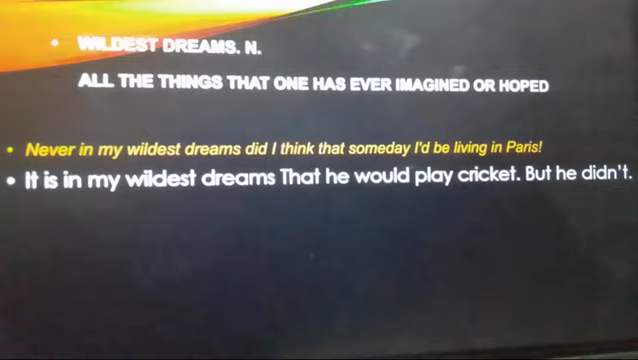 • WILDEST DREAMS. N.
ALL THE THINGS THAT ONE HAS EVER IMAGINED OR HOPED
• Never in my wildest dreams did I think that someday I'd be living in Paris!
• It is in my wildest dreams That he would play cricket. But he didn't.